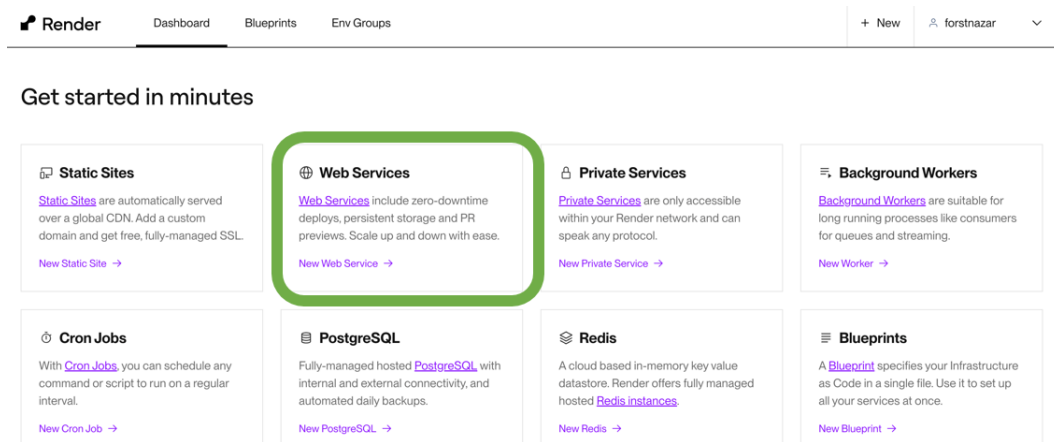 Render Dashboard Blueprints Env Groups + New forstnazar
Get started in minutes
Static Sites
Static Sites are automatically served
over a global CDN. Add a custom
domain and get free, fully-managed SSL.
New Static Site →
Web Services
Web Services include zero-downtime
deploys, persistent storage and PR
previews. Scale up and down with ease.
New Web Service →
Private Services
Private Services are only accessible
within your Render network and can
speak any protocol.
New Private Service →
Background Workers
Background Workers are suitable for
long running processes like consumers
for queues and streaming.
New Worker →
Cron Jobs
With Cron Jobs, you can schedule any
command or script to run on a regular
interval.
New Cron Job →
PostgreSQL
Fully-managed hosted PostgreSQL with
internal and external connectivity, and
automated daily backups.
New PostgreSQL →
Redis
A cloud based in-memory key value
datastore. Render offers fully managed
hosted Redis instances.
New Redis →
Blueprints
A Blueprint specifies your Infrastructure
as Code in a single file. Use it to set up
all your services at once.
New Blueprint →